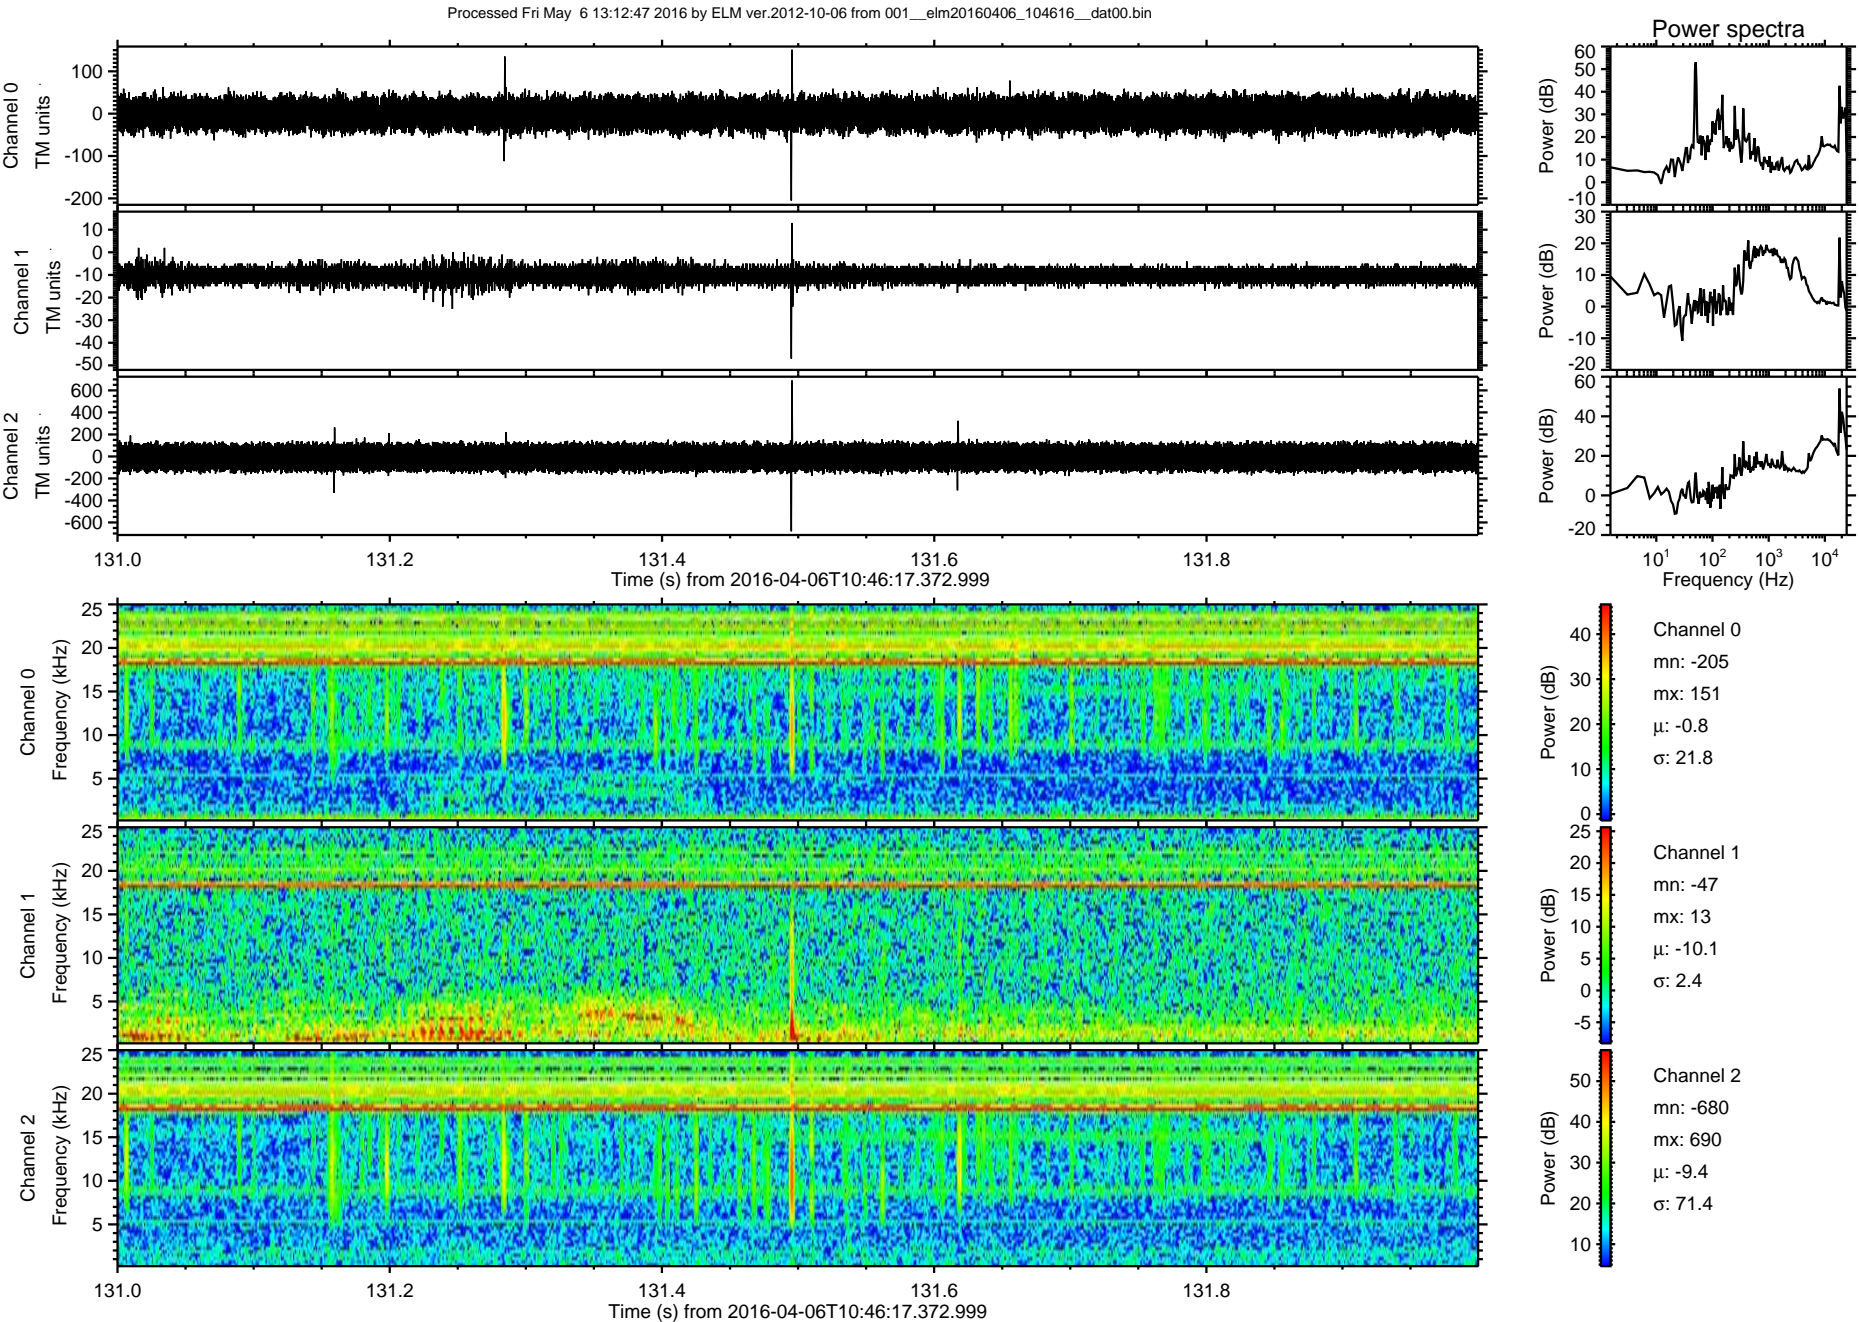 Processed Fri May  6 13:12:47 2016 by ELM ver.2012-10-06 from 001__elm20160406_104616__dat00.bin
Power spectra
Channel 0
TM units
100
0
-100
-200
Power (dB)
60
50
40
30
20
10
0
-10
Channel 1
TM units
10
0
-10
-20
-30
-40
-50
Power (dB)
30
20
10
0
-10
-20
Channel 2
TM units
600
400
200
0
-200
-400
-600
Power (dB)
60
40
20
0
-20
131.0 131.2 131.4 131.6 131.8
Time (s) from 2016-04-06T10:46:17.372.999
10^1 10^2 10^3 10^4
Frequency (Hz)
Channel 0
Frequency (kHz)
25
20
15
10
5
Power (dB)
40
30
20
10
0
Channel 0
mn: -205
mx: 151
μ: -0.8
σ: 21.8
Channel 1
Frequency (kHz)
25
20
15
10
5
Power (dB)
25
20
15
10
5
0
-5
Channel 1
mn: -47
mx: 13
μ: -10.1
σ: 2.4
Channel 2
Frequency (kHz)
25
20
15
10
5
Power (dB)
50
40
30
20
10
Channel 2
mn: -680
mx: 690
μ: -9.4
σ: 71.4
131.0 131.2 131.4 131.6 131.8
Time (s) from 2016-04-06T10:46:17.372.999